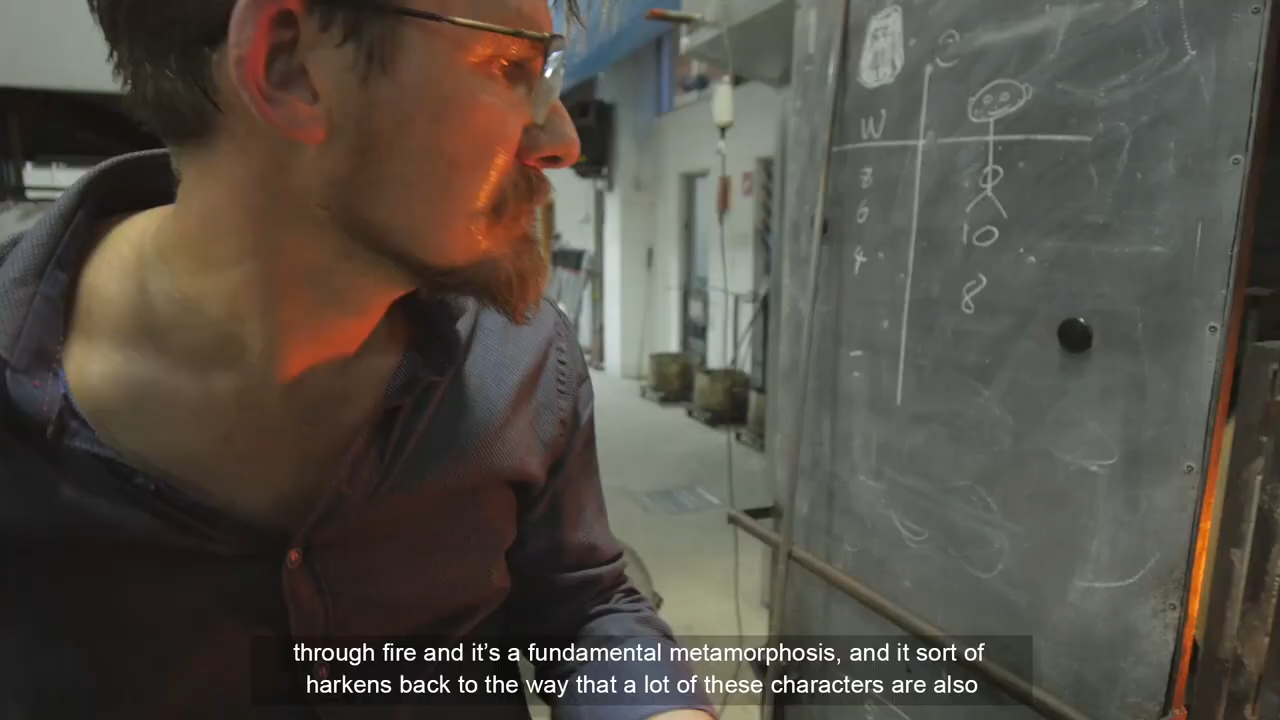 W
8
6
10
4
8
through fire and it's a fundamental metamorphosis, and it sort of
harkens back to the way that a lot of these characters are also